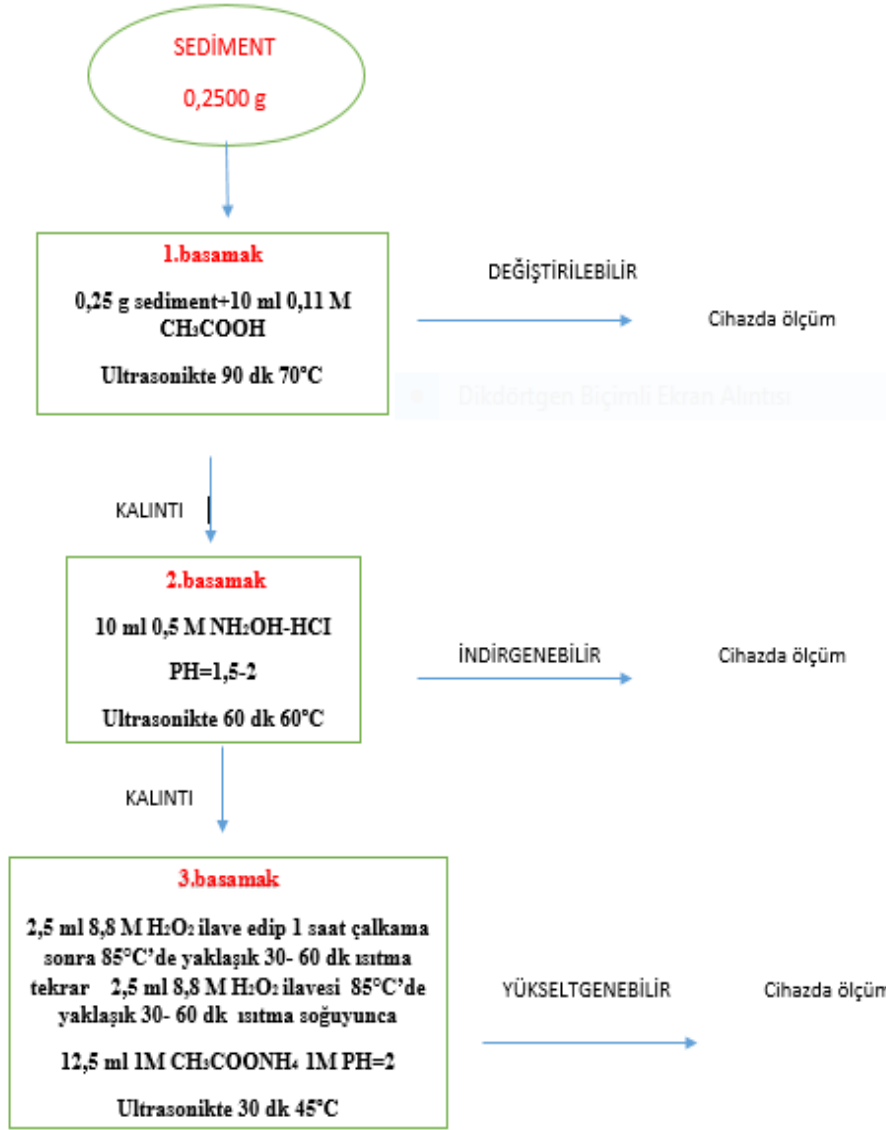 SEDİMENT
0,2500 g
1.basamak
0,25 g sediment+10 ml 0,11 M
CH₃COOH
Ultrasonikte 90 dk 70°C
DEĞİŞTİRİLEBİLİR
Cihazda ölçüm
Dikdörtgen Biçimli Ekran Alıntısı
KALINTI
2.basamak
10 ml 0,5 M NH₂OH-HCI
PH=1,5-2
Ultrasonikte 60 dk 60°C
İNDİRGENEBİLİR
Cihazda ölçüm
KALINTI
3.basamak
2,5 ml 8,8 M H₂O₂ ilave edip 1 saat çalkama
sonra 85°C’de yaklaşık 30- 60 dk ısıtma
tekrar 2,5 ml 8,8 M H₂O₂ ilavesi 85°C’de
yaklaşık 30- 60 dk ısıtma soğuyunca
12,5 ml 1M CH₃COONH₄ 1M PH=2
Ultrasonikte 30 dk 45°C
YÜKSELTGENEBİLİR
Cihazda ölçüm